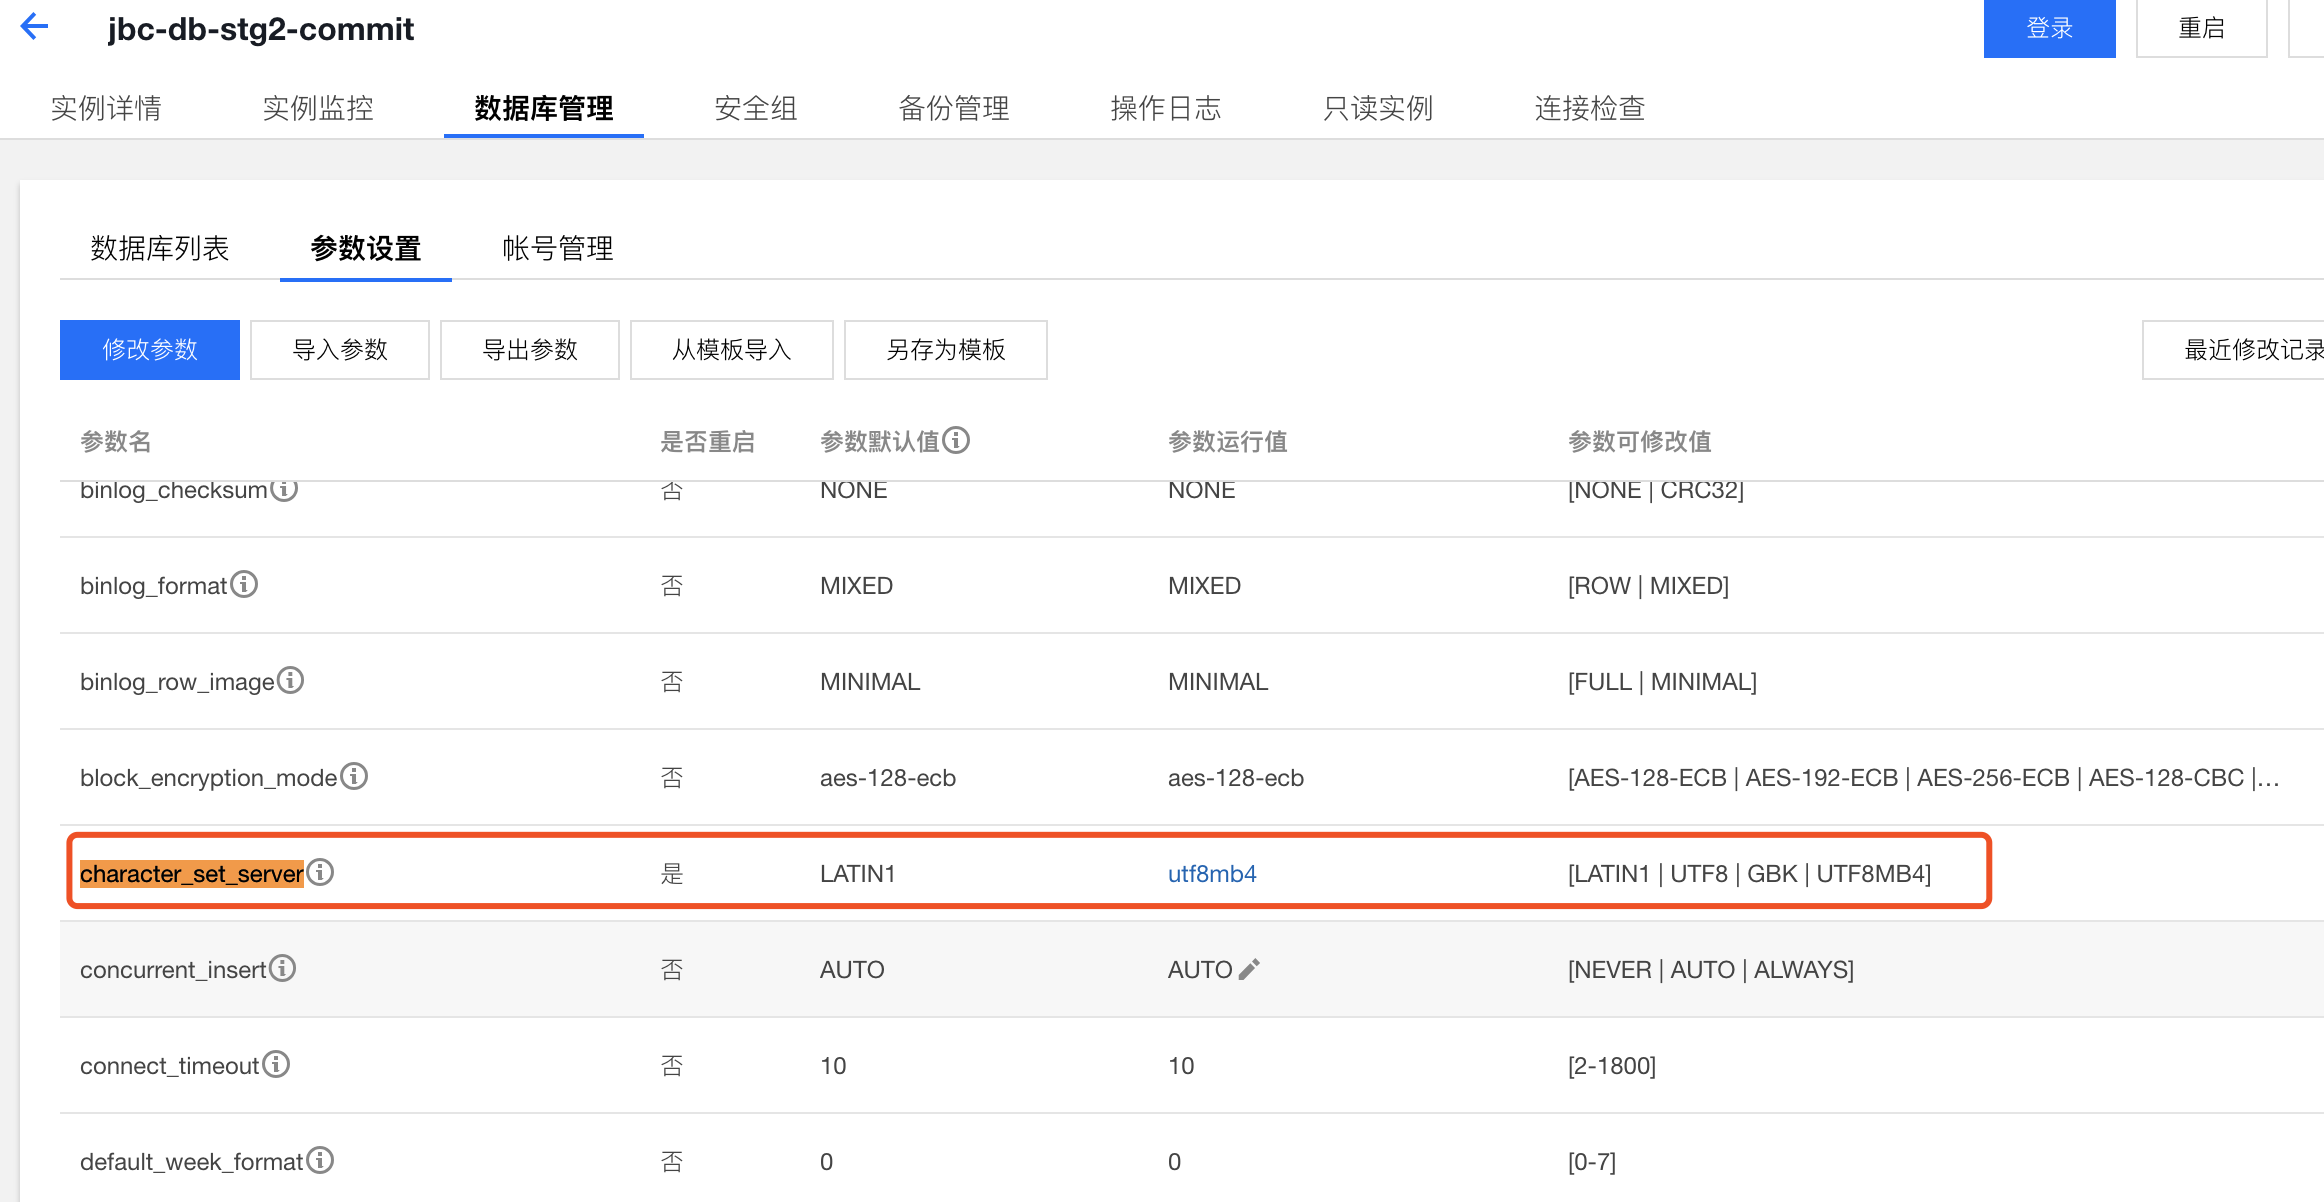 jbc-db-stg2-commit
登录
重启
实例详情
实例监控
数据库管理
安全组
备份管理
操作日志
只读实例
连接检查
数据库列表
参数设置
帐号管理
修改参数
导入参数
导出参数
从模板导入
另存为模板
最近修改记录
参数名 是否重启 参数默认值 参数运行值 参数可修改值
binlog_checksum 否 NONE NONE [NONE | CRC32]
binlog_format 否 MIXED MIXED [ROW | MIXED]
binlog_row_image 否 MINIMAL MINIMAL [FULL | MINIMAL]
block_encryption_mode 否 aes-128-ecb aes-128-ecb [AES-128-ECB | AES-192-ECB | AES-256-ECB | AES-128-CBC |...
character_set_server 是 LATIN1 utf8mb4 [LATIN1 | UTF8 | GBK | UTF8MB4]
concurrent_insert 否 AUTO AUTO [NEVER | AUTO | ALWAYS]
connect_timeout 否 10 10 [2-1800]
default_week_format 否 0 0 [0-7]